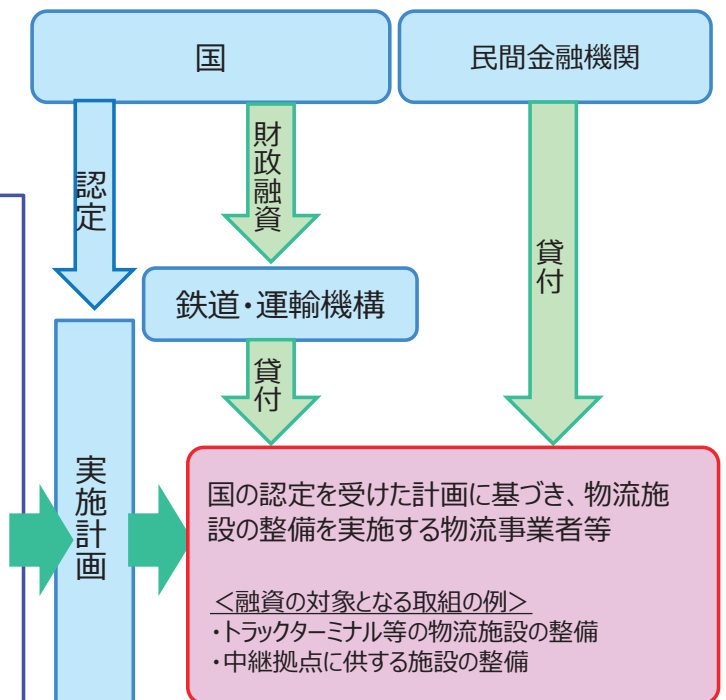 国
民間金融機関
認定
財政融資
貸付
鉄道・運輸機構
貸付
実施計画
国の認定を受けた計画に基づき、物流施
設の整備を実施する物流事業者等
＜融資の対象となる取組の例＞
・トラックターミナル等の物流施設の整備
・中継拠点に供する施設の整備